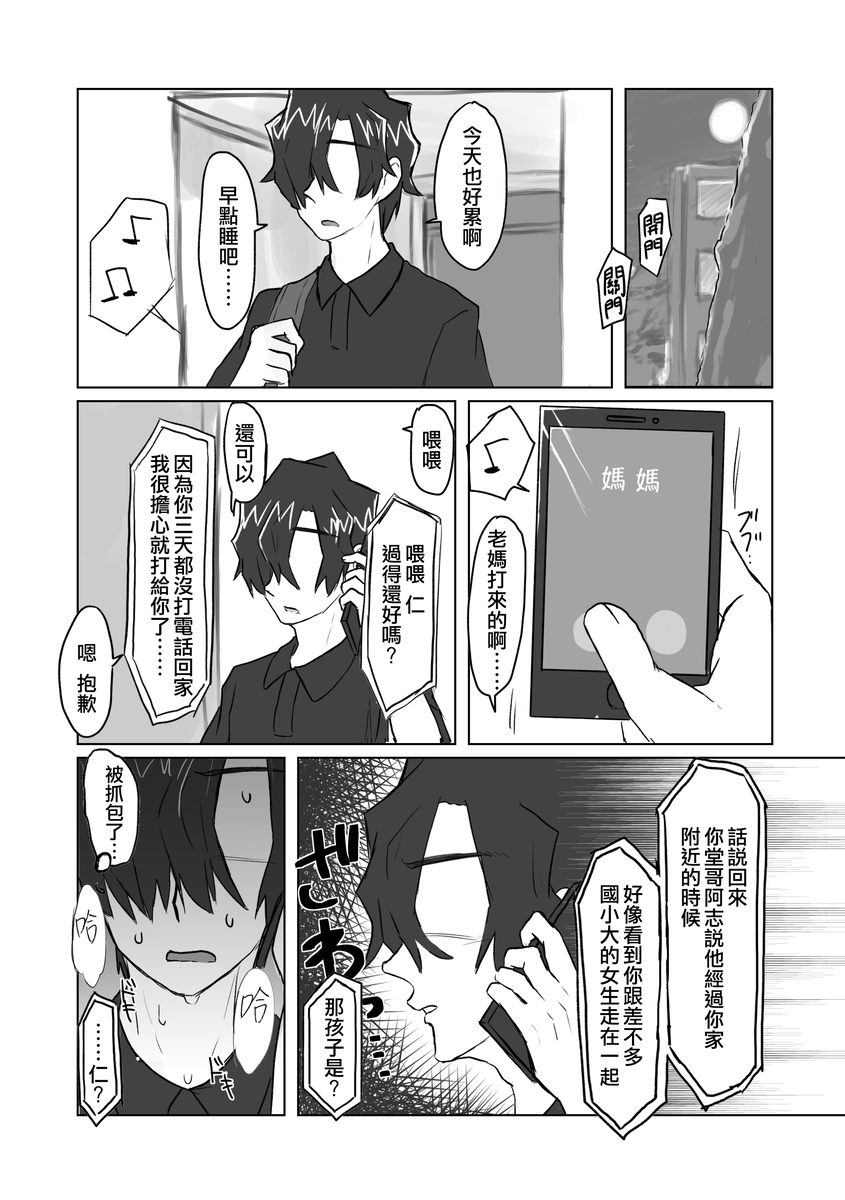 開門
關門
今天也好累啊
早點睡吧……
媽媽
老媽打來的啊……
喂喂
喂喂 仁
過得還好嗎？
還可以
因為你三天都沒打電話回家
我很擔心就打給你了……
嗯 抱歉
話説回來
你堂哥阿志說他經過你家
附近的時候
好像看到你跟差不多
國小大的女生走在一起
那孩子是？
ざわっ…
被抓包了…
哈
哈
ドキ
ドキ
……仁？